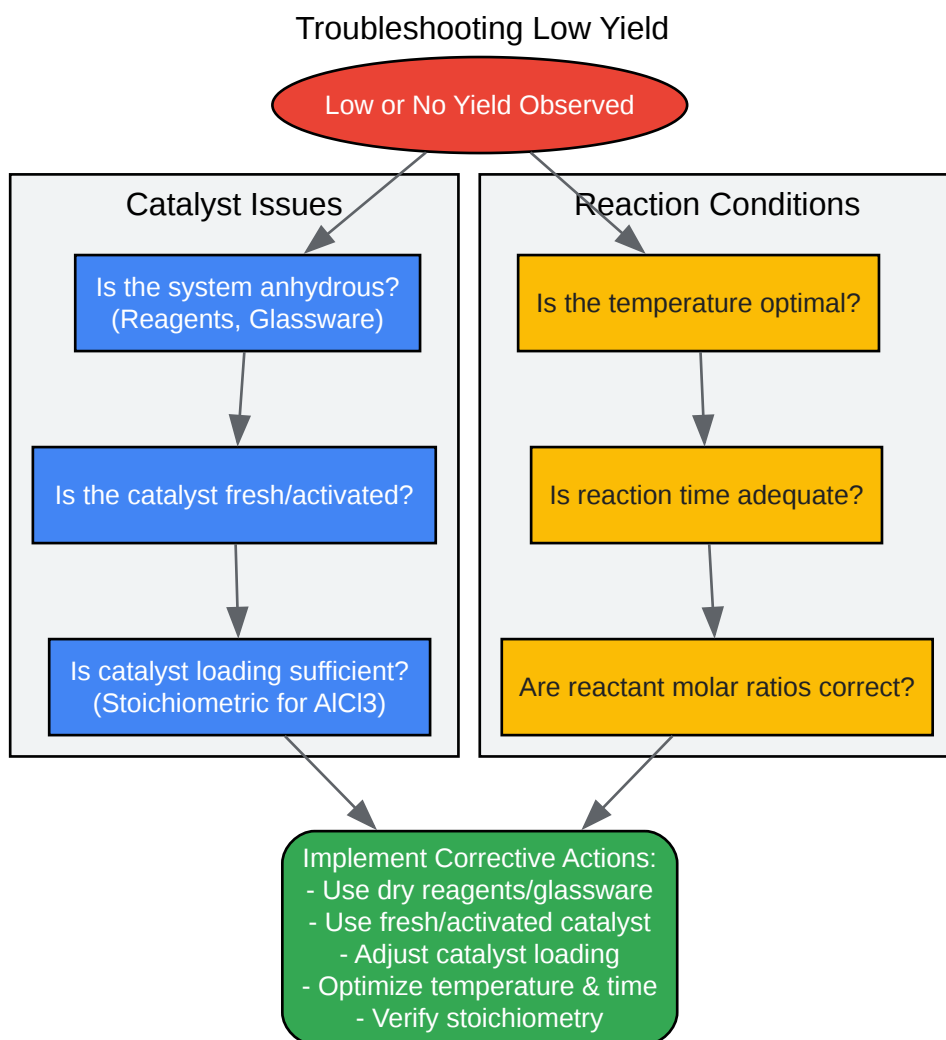 Troubleshooting Low Yield
Low or No Yield Observed
Catalyst Issues
Is the system anhydrous?
(Reagents, Glassware)
Is the catalyst fresh/activated?
Is catalyst loading sufficient?
(Stoichiometric for AlCl3)
Reaction Conditions
Is the temperature optimal?
Is reaction time adequate?
Are reactant molar ratios correct?
Implement Corrective Actions:
- Use dry reagents/glassware
- Use fresh/activated catalyst
- Adjust catalyst loading
- Optimize temperature & time
- Verify stoichiometry